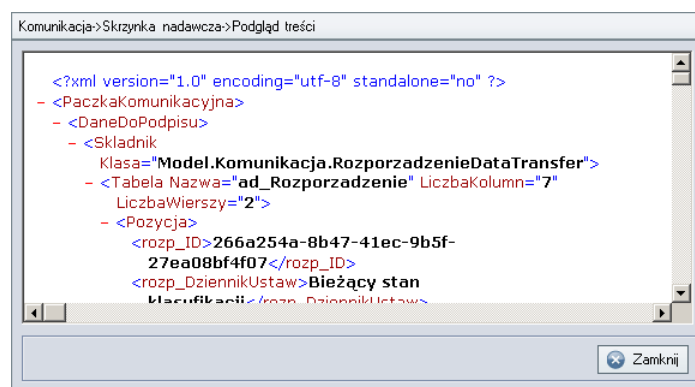 Komunikacja->Skrzynka nadawcza->Podgląd treści
<?xml version="1.0" encoding="utf-8" standalone="no" ?>
– <PaczkaKomunikacyjna>
– <DaneDoPodpisu>
– <Skladnik
Klasa="Model.Komunikacja.RozporzadzenieDataTransfer">
– <Tabela Nazwa="ad_Rozporzadzenie" LiczbaKolumn="7"
LiczbaWierszy="2">
– <Pozycja>
<rozp_ID>266a254a-8b47-41ec-9b5f-
27ea08bf4f07</rozp_ID>
<rozp_DziennikUstaw>Bieżący stan
klasyfikacji</rozp_DziennikUstaw>
Zamknij